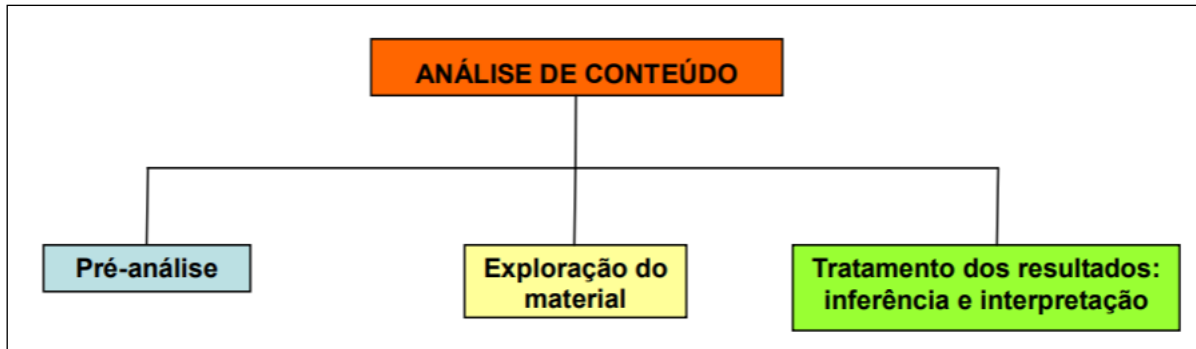 ANÁLISE DE CONTEÚDO
Pré-análise
Exploração do
material
Tratamento dos resultados:
inferência e interpretação